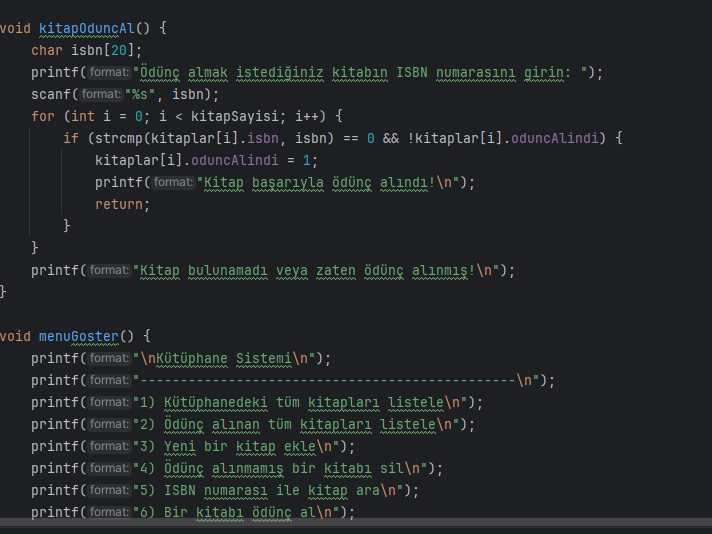 void kitapOduncAl() {
    char isbn[20];
    printf(format: "Ödünç almak istediğiniz kitabın ISBN numarasını girin: ");
    scanf(format: "%s", isbn);
    for (int i = 0; i < kitapSayisi; i++) {
        if (strcmp(kitaplar[i].isbn, isbn) == 0 && !kitaplar[i].oduncAlindi) {
            kitaplar[i].oduncAlindi = 1;
            printf(format: "Kitap başarıyla ödünç alındı!\n");
            return;
        }
    }
    printf(format: "Kitap bulunamadı veya zaten ödünç alınmış!\n");
}
void menuGoster() {
    printf(format: "\nKütüphane Sistemi\n");
    printf(format: "-----------------------------------------------\n");
    printf(format: "1) Kütüphanedeki tüm kitapları listele\n");
    printf(format: "2) Ödünç alınan tüm kitapları listele\n");
    printf(format: "3) Yeni bir kitap ekle\n");
    printf(format: "4) Ödünç alınmamış bir kitabı sil\n");
    printf(format: "5) ISBN numarası ile kitap ara\n");
    printf(format: "6) Bir kitabı ödünç al\n");